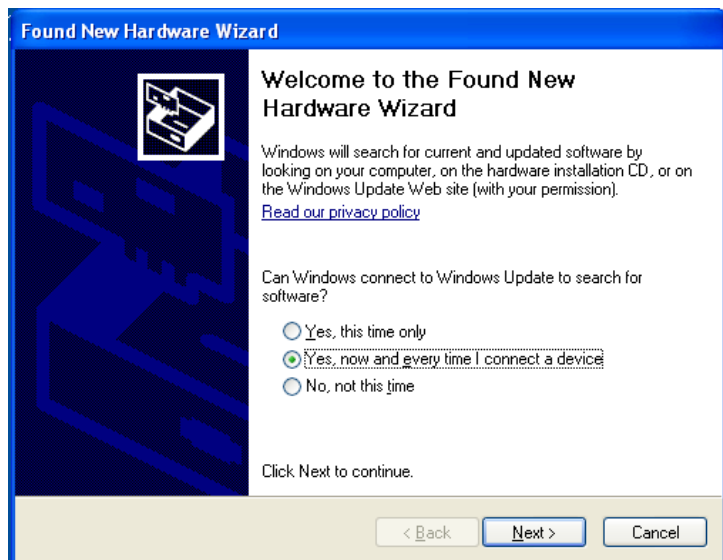 Found New Hardware Wizard
Welcome to the Found New
Hardware Wizard
Windows will search for current and updated software by
looking on your computer, on the hardware installation CD, or on
the Windows Update Web site (with your permission).
Read our privacy policy
Can Windows connect to Windows Update to search for
software?
Yes, this time only
Yes, now and every time I connect a device
No, not this time
Click Next to continue.
< Back
Next >
Cancel